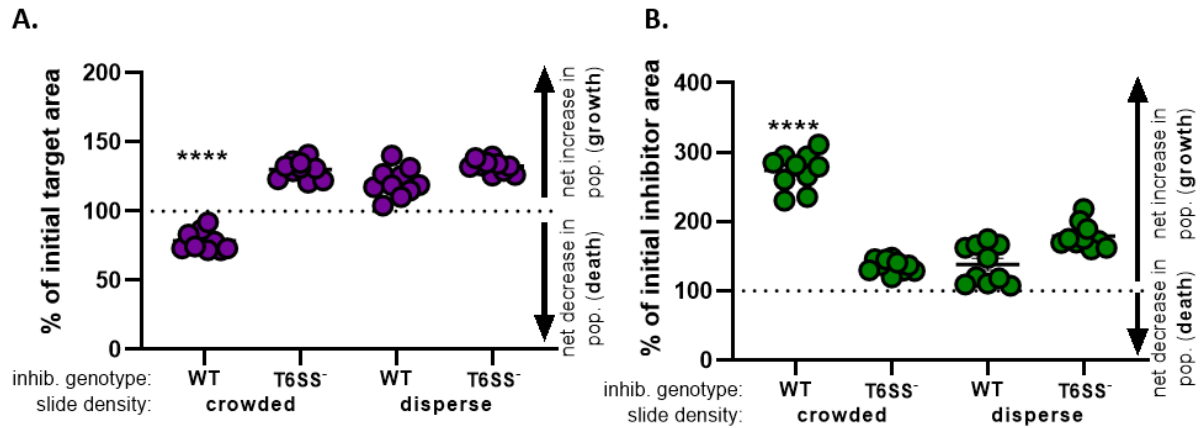 A.
% of initial target area
200
150
100
50
0
****
net increase in
pop. (growth)
net decrease in
pop. (death)
inhib. genotype: WT T6SS⁻ WT T6SS⁻
slide density: crowded disperse
B.
% of initial inhibitor area
400
300
200
100
0
****
net increase in
pop. (growth)
net decrease in
pop. (death)
inhib. genotype: WT T6SS⁻ WT T6SS⁻
slide density: crowded disperse